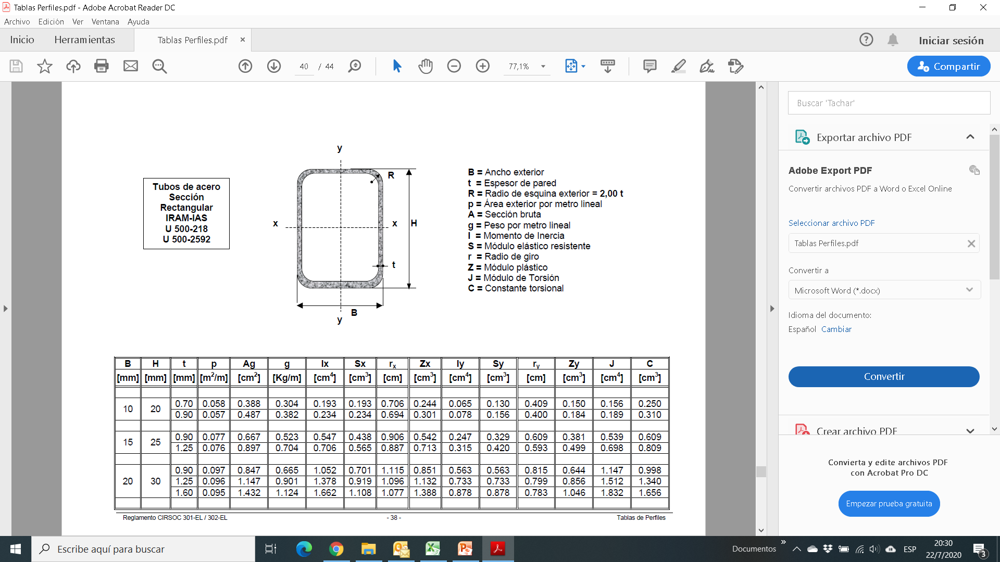 Tablas Perfiles.pdf - Adobe Acrobat Reader DC
Archivo Edición Ver Ventana Ayuda
Inicio Herramientas Tablas Perfiles.pdf × Iniciar sesión
40 / 44 77,1% Compartir
y
R
x x H
t
B
y
Tubos de acero
Sección
Rectangular
IRAM-IAS
U 500-218
U 500-2592
B = Ancho exterior
t = Espesor de pared
R = Radio de esquina exterior = 2,00 t
p = Área exterior por metro lineal
A = Sección bruta
g = Peso por metro lineal
I = Momento de Inercia
S = Módulo elástico resistente
r = Radio de giro
Z = Módulo plástico
J = Módulo de Torsión
C = Constante torsional
B H t p Ag g Ix Sx rx Zx Iy Sy ry Zy J C
[mm] [mm] [mm] [m²/m] [cm²] [Kg/m] [cm⁴] [cm³] [cm] [cm³] [cm⁴] [cm³] [cm] [cm³] [cm⁴] [cm³]
10 20 0.70 0.058 0.388 0.304 0.193 0.193 0.706 0.244 0.065 0.130 0.409 0.150 0.156 0.250
0.90 0.057 0.487 0.382 0.234 0.234 0.694 0.301 0.078 0.156 0.400 0.184 0.189 0.310
15 25 0.90 0.077 0.667 0.523 0.547 0.438 0.906 0.542 0.247 0.329 0.609 0.381 0.539 0.609
1.25 0.076 0.897 0.704 0.706 0.565 0.887 0.713 0.315 0.420 0.593 0.499 0.698 0.809
20 30 0.90 0.097 0.847 0.665 1.052 0.701 1.115 0.851 0.563 0.563 0.815 0.644 1.147 0.998
1.25 0.096 1.147 0.901 1.378 0.919 1.096 1.132 0.733 0.733 0.799 0.856 1.512 1.340
1.60 0.095 1.432 1.124 1.662 1.108 1.077 1.388 0.878 0.878 0.783 1.046 1.832 1.656
Reglamento CIRSOC 301-EL / 302-EL - 38 - Tablas de Perfiles
Buscar 'Tachar'
Exportar archivo PDF
Adobe Export PDF
Convertir archivos PDF a Word o Excel Online
Seleccionar archivo PDF
Tablas Perfiles.pdf
Convertir a
Microsoft Word (*.docx)
Idioma del documento:
Español Cambiar
Convertir
Crear archivo PDF
Convierta y edite archivos PDF
con Acrobat Pro DC
Empezar prueba gratuita
Escribe aquí para buscar
Documentos » ESP
20:30
22/7/2020
3